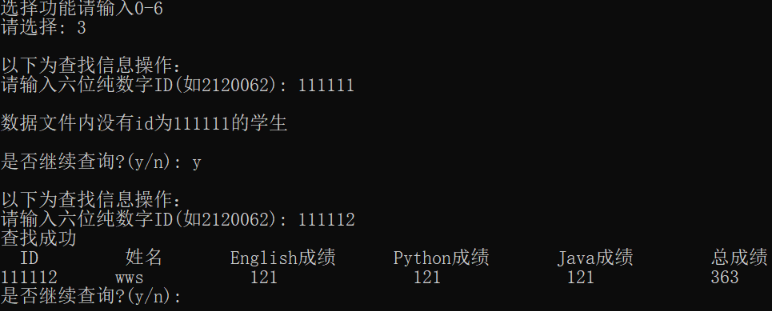 选择功能请输入0-6
请选择: 3
以下为查找信息操作:
请输入六位纯数字ID(如2120062): 111111
数据文件内没有id为111111的学生
是否继续查询?(y/n): y
以下为查找信息操作:
请输入六位纯数字ID(如2120062): 111112
查找成功
ID 姓名 English成绩 Python成绩 Java成绩 总成绩
111112 wws 121 121 121 363
是否继续查询?(y/n):